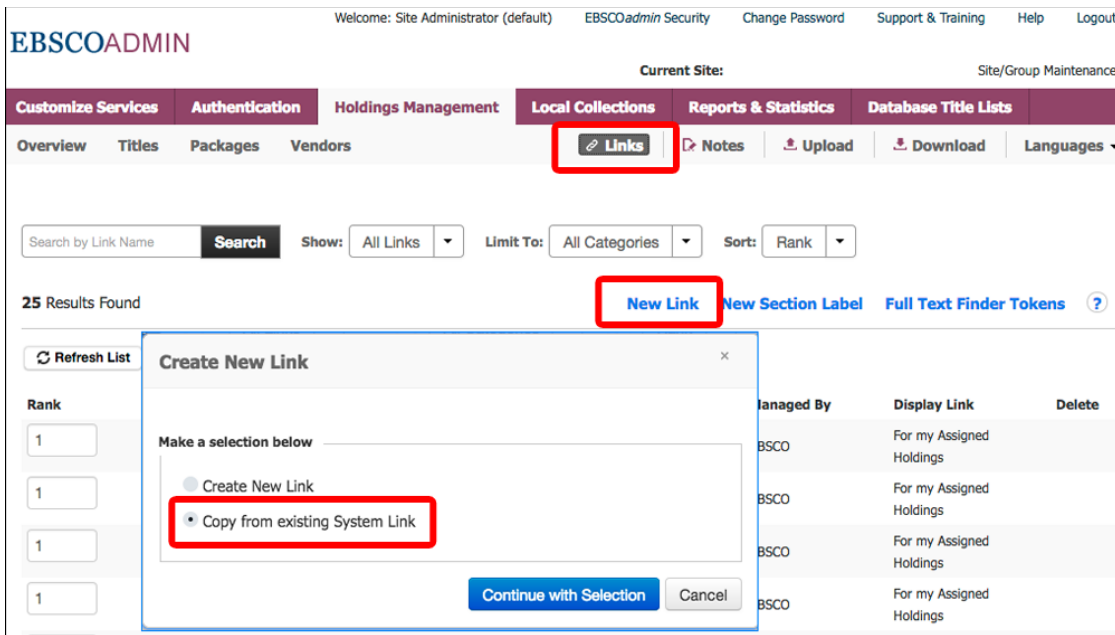 Welcome: Site Administrator (default) EBSCOadmin Security Change Password Support & Training Help Logout
EBSCOADMIN
Current Site: Site/Group Maintenance
Customize Services Authentication Holdings Management Local Collections Reports & Statistics Database Title Lists
Overview Titles Packages Vendors Links Notes Upload Download Languages
Search by Link Name Search Show: All Links Limit To: All Categories Sort: Rank
25 Results Found New Link New Section Label Full Text Finder Tokens ?
Refresh List
Create New Link ×
Rank anaged By Display Link Delete
Make a selection below
1 BSCO For my Assigned
Holdings
Create New Link
1 BSCO For my Assigned
Holdings
Copy from existing System Link
1 BSCO For my Assigned
Holdings
Continue with Selection Cancel
1 BSCO For my Assigned
Holdings